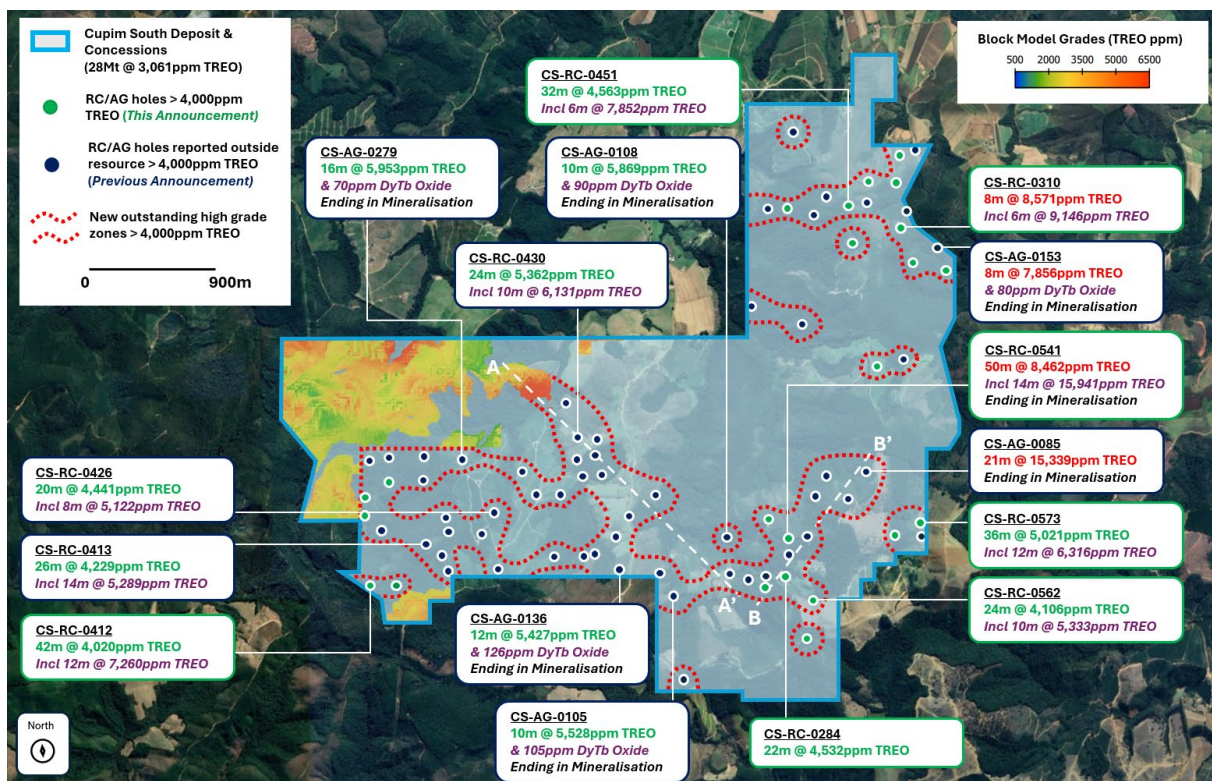 Cupim South Deposit &
Concessions
(28Mt @ 3,061ppm TREO)
RC/AG holes > 4,000ppm
TREO (This Announcement)
RC/AG holes reported outside
resource > 4,000ppm TREO
(Previous Announcement)
New outstanding high grade
zones > 4,000ppm TREO
0 900m
Block Model Grades (TREO ppm)
500 2000 4000 6500
CS-RC-0451
32m @ 4,563ppm TREO
Incl 6m @ 7,852ppm TREO
CS-AG-0279
16m @ 5,953ppm TREO
& 70ppm DyTb Oxide
Ending in Mineralisation
CS-AG-0108
10m @ 5,869ppm TREO
& 90ppm DyTb Oxide
Ending in Mineralisation
CS-RC-0430
24m @ 5,362ppm TREO
Incl 10m @ 6,131ppm TREO
CS-RC-0310
8m @ 8,571ppm TREO
Incl 6m @ 9,146ppm TREO
CS-AG-0153
8m @ 7,856ppm TREO
& 80ppm DyTb Oxide
Ending in Mineralisation
CS-RC-0541
50m @ 8,462ppm TREO
Incl 14m @ 15,941ppm TREO
Ending in Mineralisation
CS-AG-0085
21m @ 15,339ppm TREO
Ending in Mineralisation
CS-RC-0573
36m @ 5,021ppm TREO
Incl 12m @ 6,316ppm TREO
CS-RC-0562
24m @ 4,106ppm TREO
Incl 10m @ 5,333ppm TREO
A
B'
A'
B
CS-RC-0426
20m @ 4,441ppm TREO
Incl 8m @ 5,122ppm TREO
CS-RC-0413
26m @ 4,229ppm TREO
Incl 14m @ 5,289ppm TREO
CS-RC-0412
42m @ 4,020ppm TREO
Incl 12m @ 7,260ppm TREO
CS-AG-0136
12m @ 5,427ppm TREO
& 126ppm DyTb Oxide
Ending in Mineralisation
CS-AG-0105
10m @ 5,528ppm TREO
& 105ppm DyTb Oxide
Ending in Mineralisation
CS-RC-0284
22m @ 4,532ppm TREO
North